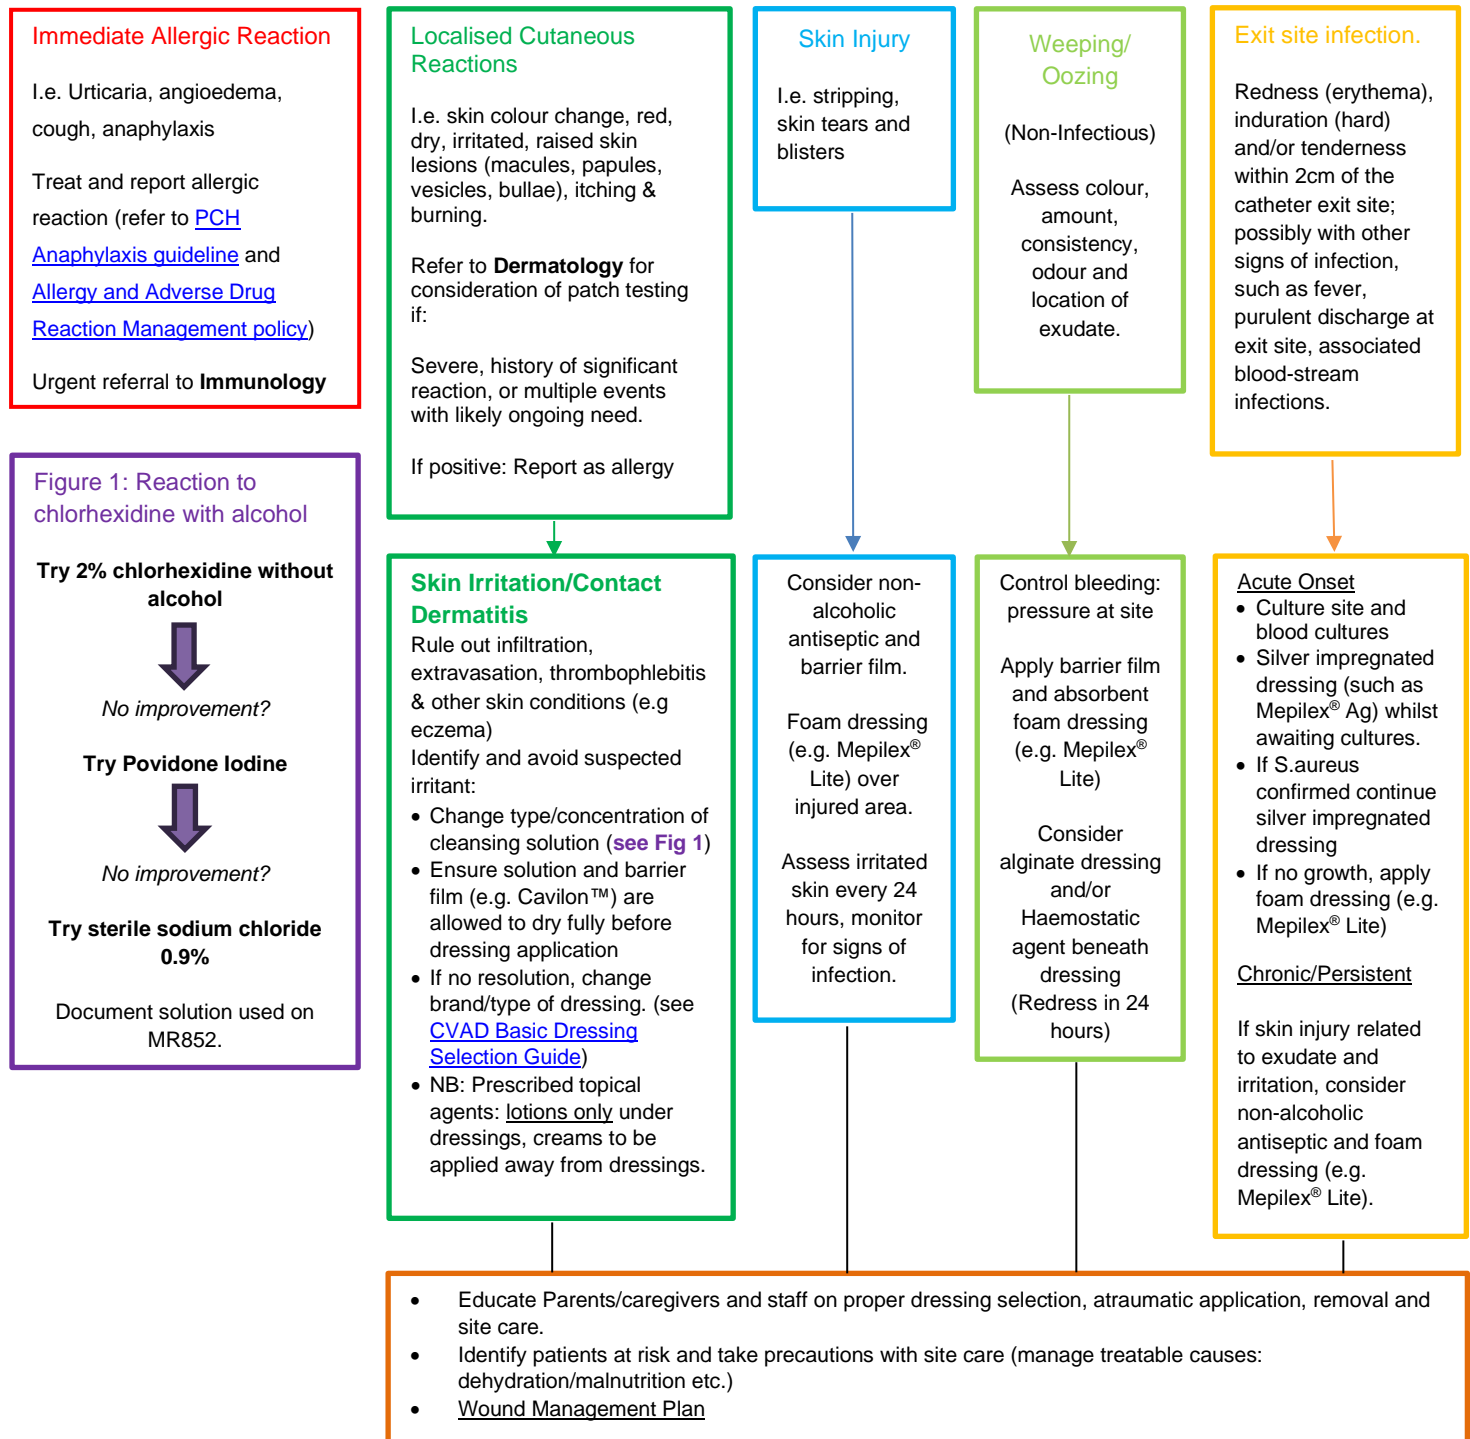 Immediate Allergic Reaction
I.e. Urticaria, angioedema,
cough, anaphylaxis
Treat and report allergic
reaction (refer to PCH
Anaphylaxis guideline and
Allergy and Adverse Drug
Reaction Management policy)
Urgent referral to Immunology
Localised Cutaneous
Reactions
I.e. skin colour change, red,
dry, irritated, raised skin
lesions (macules, papules,
vesicles, bullae), itching &
burning.
Refer to Dermatology for
consideration of patch testing
if:
Severe, history of significant
reaction, or multiple events
with likely ongoing need.
If positive: Report as allergy
Skin Injury
I.e. stripping,
skin tears and
blisters
Weeping/
Oozing
(Non-Infectious)
Assess colour,
amount,
consistency,
odour and
location of
exudate.
Exit site infection.
Redness (erythema),
induration (hard)
and/or tenderness
within 2cm of the
catheter exit site;
possibly with other
signs of infection,
such as fever,
purulent discharge at
exit site, associated
blood-stream
infections.
Figure 1: Reaction to
chlorhexidine with alcohol
Try 2% chlorhexidine without
alcohol
No improvement?
Try Povidone Iodine
No improvement?
Try sterile sodium chloride
0.9%
Document solution used on
MR852.
Skin Irritation/Contact
Dermatitis
Rule out infiltration,
extravasation, thrombophlebitis
& other skin conditions (e.g
eczema)
Identify and avoid suspected
irritant:
• Change type/concentration of
cleansing solution (see Fig 1)
• Ensure solution and barrier
film (e.g. Cavilon™) are
allowed to dry fully before
dressing application
• If no resolution, change
brand/type of dressing. (see
CVAD Basic Dressing
Selection Guide)
• NB: Prescribed topical
agents: lotions only under
dressings, creams to be
applied away from dressings.
Consider non-
alcoholic
antiseptic and
barrier film.
Foam dressing
(e.g. Mepilex®
Lite) over
injured area.
Assess irritated
skin every 24
hours, monitor
for signs of
infection.
Control bleeding:
pressure at site
Apply barrier film
and absorbent
foam dressing
(e.g. Mepilex®
Lite)
Consider
alginate dressing
and/or
Haemostatic
agent beneath
dressing
(Redress in 24
hours)
Acute Onset
• Culture site and
blood cultures
• Silver impregnated
dressing (such as
Mepilex® Ag) whilst
awaiting cultures.
• If S.aureus
confirmed continue
silver impregnated
dressing
• If no growth, apply
foam dressing (e.g.
Mepilex® Lite)
Chronic/Persistent
If skin injury related
to exudate and
irritation, consider
non-alcoholic
antiseptic and foam
dressing (e.g.
Mepilex® Lite).
• Educate Parents/caregivers and staff on proper dressing selection, atraumatic application, removal and
site care.
• Identify patients at risk and take precautions with site care (manage treatable causes:
dehydration/malnutrition etc.)
• Wound Management Plan